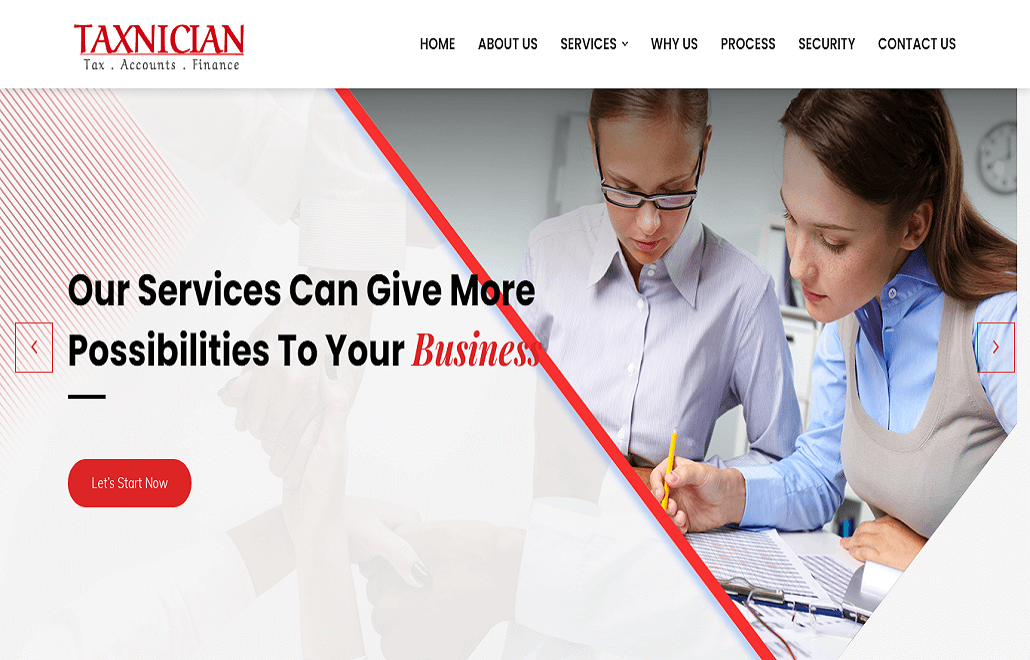 TAXNICIAN
Tax . Accounts . Finance
HOME ABOUT US SERVICES WHY US PROCESS SECURITY CONTACT US
Our Services Can Give More
Possibilities To Your Business
Let's Start Now